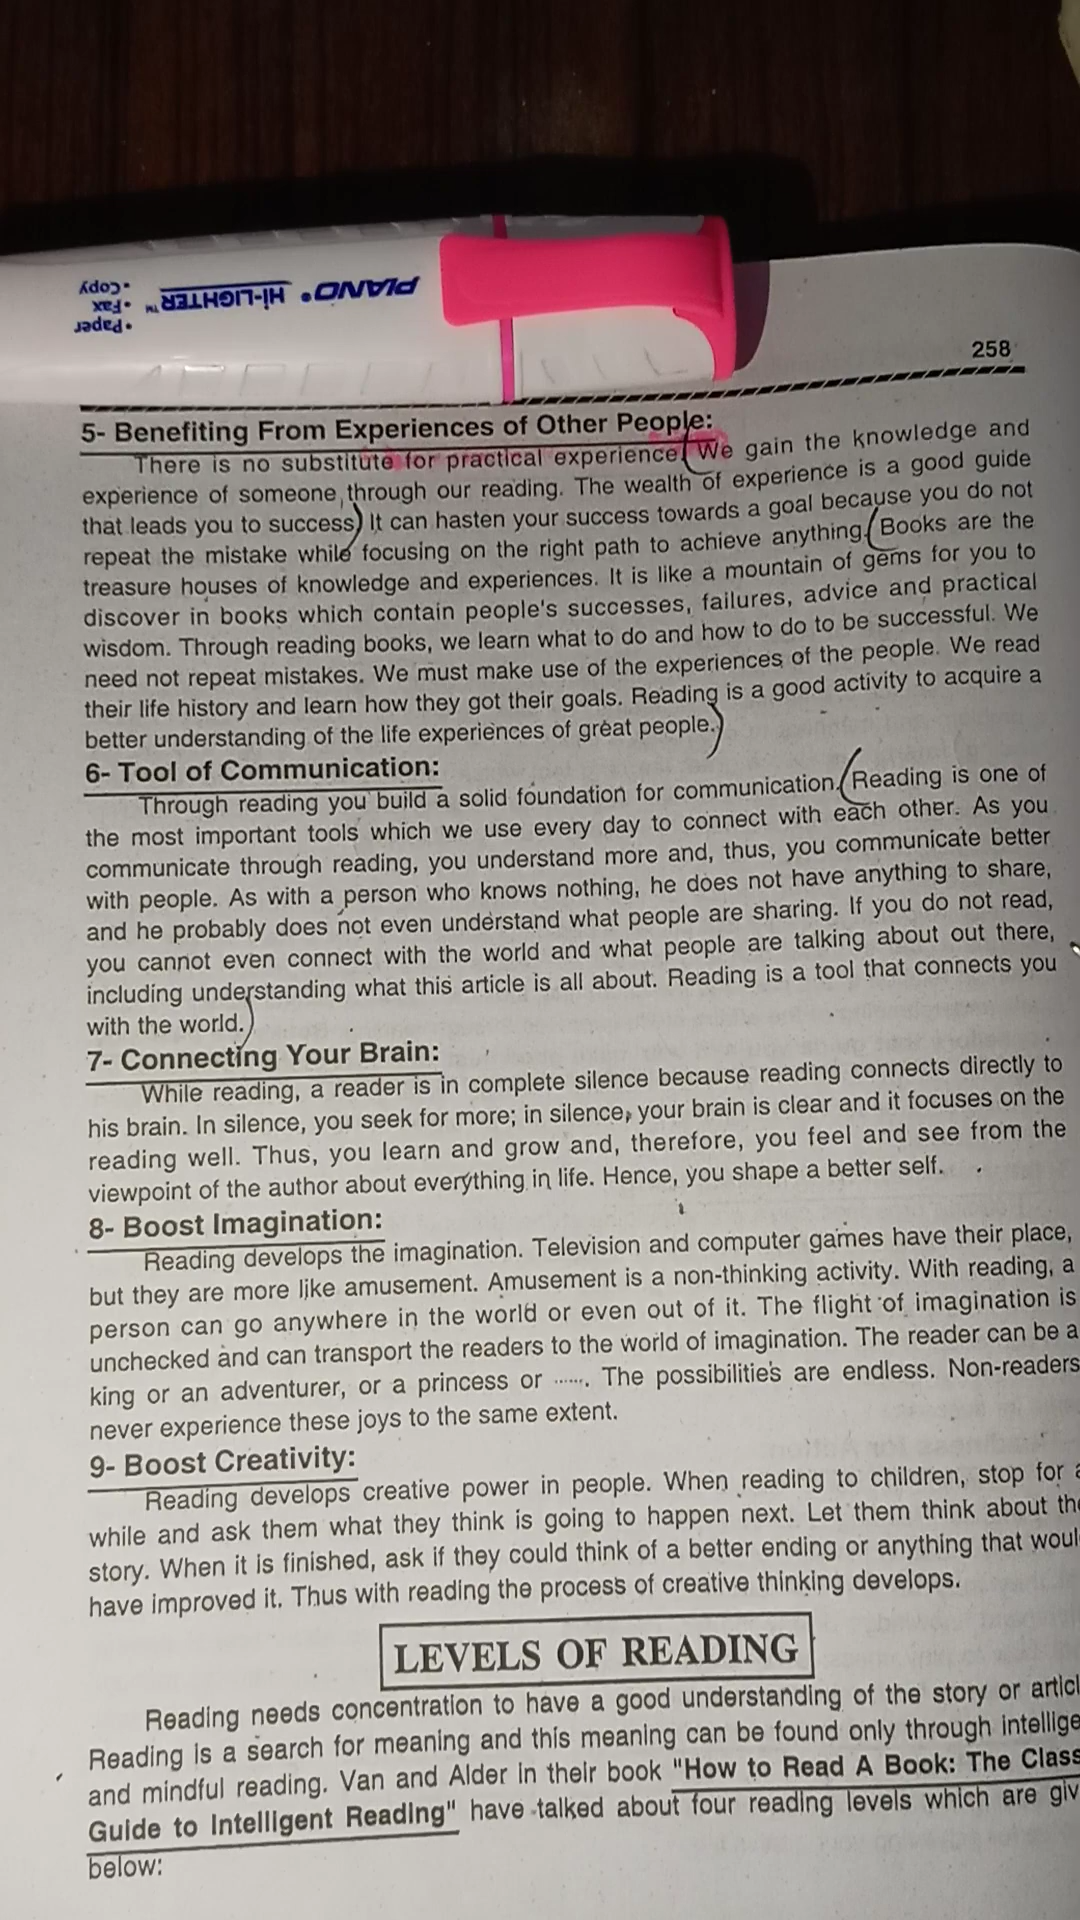 PIANO® Hi-LIGHTER™
•Paper
•Fax
•Copy
258
5- Benefiting From Experiences of Other People:
There is no substitute for practical experience. We gain the knowledge and
experience of someone through our reading. The wealth of experience is a good guide
that leads you to success. It can hasten your success towards a goal because you do not
repeat the mistake while focusing on the right path to achieve anything. Books are the
treasure houses of knowledge and experiences. It is like a mountain of gems for you to
discover in books which contain people's successes, failures, advice and practical
wisdom. Through reading books, we learn what to do and how to do to be successful. We
need not repeat mistakes. We must make use of the experiences of the people. We read
their life history and learn how they got their goals. Reading is a good activity to acquire a
better understanding of the life experiences of great people.
6- Tool of Communication:
Through reading you build a solid foundation for communication. Reading is one of
the most important tools which we use every day to connect with each other. As you
communicate through reading, you understand more and, thus, you communicate better
with people. As with a person who knows nothing, he does not have anything to share,
and he probably does not even understand what people are sharing. If you do not read,
you cannot even connect with the world and what people are talking about out there,
including understanding what this article is all about. Reading is a tool that connects you
with the world.
7- Connecting Your Brain:
While reading, a reader is in complete silence because reading connects directly to
his brain. In silence, you seek for more; in silence, your brain is clear and it focuses on the
reading well. Thus, you learn and grow and, therefore, you feel and see from the
viewpoint of the author about everything in life. Hence, you shape a better self.
8- Boost Imagination:
Reading develops the imagination. Television and computer games have their place,
but they are more like amusement. Amusement is a non-thinking activity. With reading, a
person can go anywhere in the world or even out of it. The flight of imagination is
unchecked and can transport the readers to the world of imagination. The reader can be a
king or an adventurer, or a princess or ....... The possibilities are endless. Non-readers
never experience these joys to the same extent.
9- Boost Creativity:
Reading develops creative power in people. When reading to children, stop for a
while and ask them what they think is going to happen next. Let them think about the
story. When it is finished, ask if they could think of a better ending or anything that woul
have improved it. Thus with reading the process of creative thinking develops.
LEVELS OF READING
Reading needs concentration to have a good understanding of the story or articl
Reading is a search for meaning and this meaning can be found only through intellige
and mindful reading. Van and Alder in their book "How to Read A Book: The Class
Guide to Intelligent Reading" have talked about four reading levels which are giv
below: